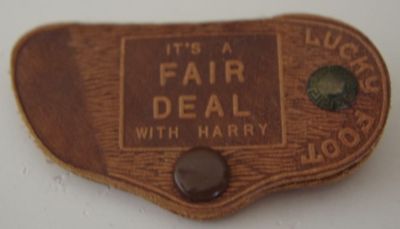 IT'S A
FAIR
DEAL
WITH HARRY
LUCKY FOOT